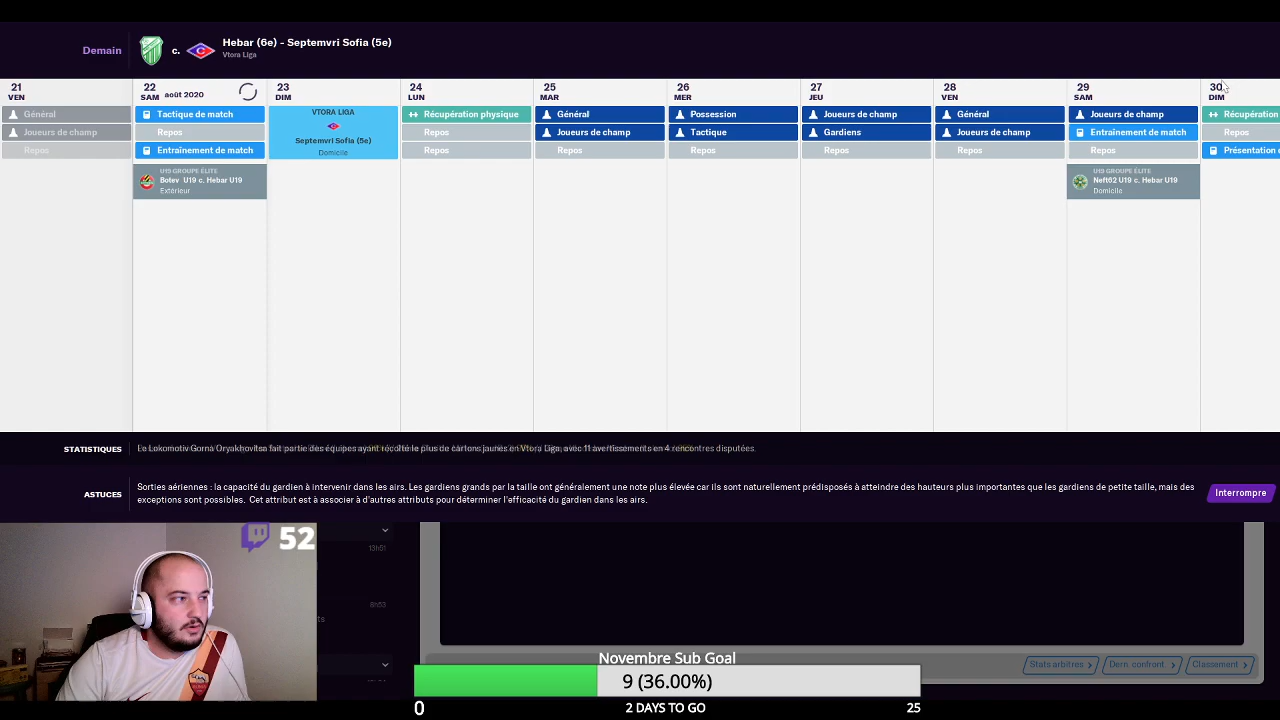 Demain
c.
Hebar (6e) - Septemvri Sofia (5e)
Vtora Liga
21
VEN
Général
Joueurs de champ
Repos
22
SAM août 2020
Tactique de match
Repos
Entraînement de match
U19 GROUPE ÉLITE
Botev U19 c. Hebar U19
Extérieur
23
DIM
VTORA LIGA
Septemvri Sofia (5e)
Domicile
24
LUN
Récupération physique
Repos
Repos
25
MAR
Général
Joueurs de champ
Repos
26
MER
Possession
Tactique
Repos
27
JEU
Joueurs de champ
Gardiens
Repos
28
VEN
Général
Joueurs de champ
Repos
29
SAM
Joueurs de champ
Entraînement de match
Repos
U19 GROUPE ÉLITE
Neft62 U19 c. Hebar U19
Domicile
30
DIM
Récupération
Repos
Présentation
STATISTIQUES
Le Lokomotiv Gorna Oryakhovitsa fait partie des équipes ayant récolté le plus de cartons jaunes en Vtora Liga, avec 11 avertissements en 4 rencontres disputées.
ASTUCES
Sorties aériennes : la capacité du gardien à intervenir dans les airs. Les gardiens grands par la taille ont généralement une note plus élevée car ils sont naturellement prédisposés à atteindre des hauteurs plus importantes que les gardiens de petite taille, mais des
exceptions sont possibles. Cet attribut est à associer à d'autres attributs pour déterminer l'efficacité du gardien dans les airs.
Interrompre
52
13h51
8h53
ts
Stats arbitres
Dern. confront
Classement
Novembre Sub Goal
9 (36.00%)
0
2 DAYS TO GO
25